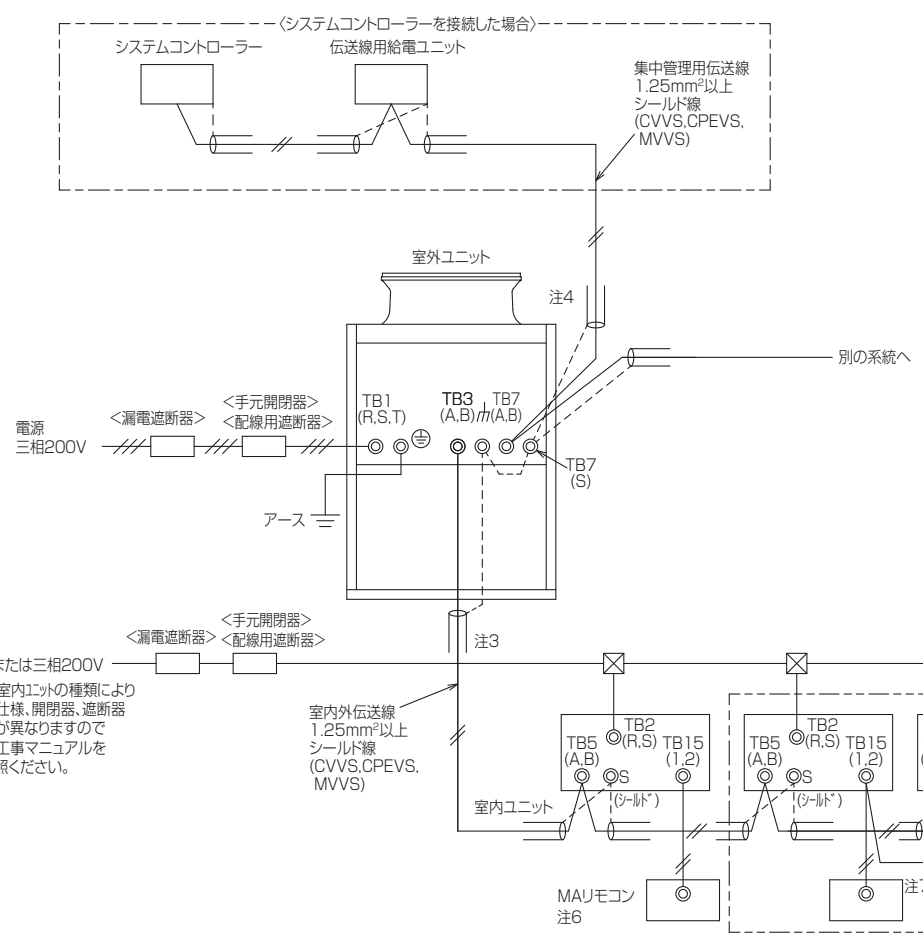 〈システムコントローラーを接続した場合〉
システムコントローラー
伝送線用給電ユニット
集中管理用伝送線
1.25mm²以上
シールド線
(CVVS,CPEVS,
MVVS)
室外ユニット
注4
別の系統へ
電源
三相200V
<漏電遮断器>
<手元開閉器>
<配線用遮断器>
TB1
(R,S,T)
TB3
(A,B)
TB7
(A,B)
TB7
(S)
アース
注3
<漏電遮断器>
<手元開閉器>
<配線用遮断器>
または三相200V
室内ユニットの種類により
仕様、開閉器、遮断器
が異なりますので
工事マニュアルを
照ください。
室内外伝送線
1.25mm²以上
シールド線
(CVVS,CPEVS,
MVVS)
室内ユニット
TB5
(A,B)
TB2
(R,S)
TB15
(1,2)
S
(シールド)
TB5
(A,B)
TB2
(R,S)
TB15
(1,2)
S
(シールド)
MAリモコン
注6
注7